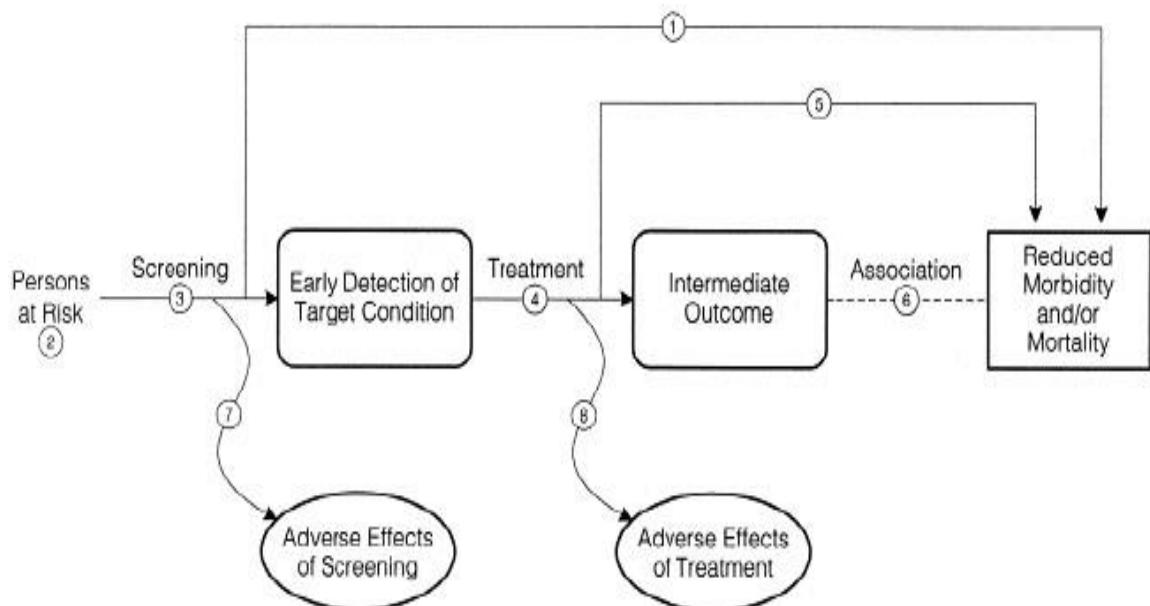 1
5
Screening
3
Persons
at Risk
2
Early Detection of
Target Condition
Treatment
4
Intermediate
Outcome
Association
6
Reduced
Morbidity
and/or
Mortality
7
8
Adverse Effects
of Screening
Adverse Effects
of Treatment